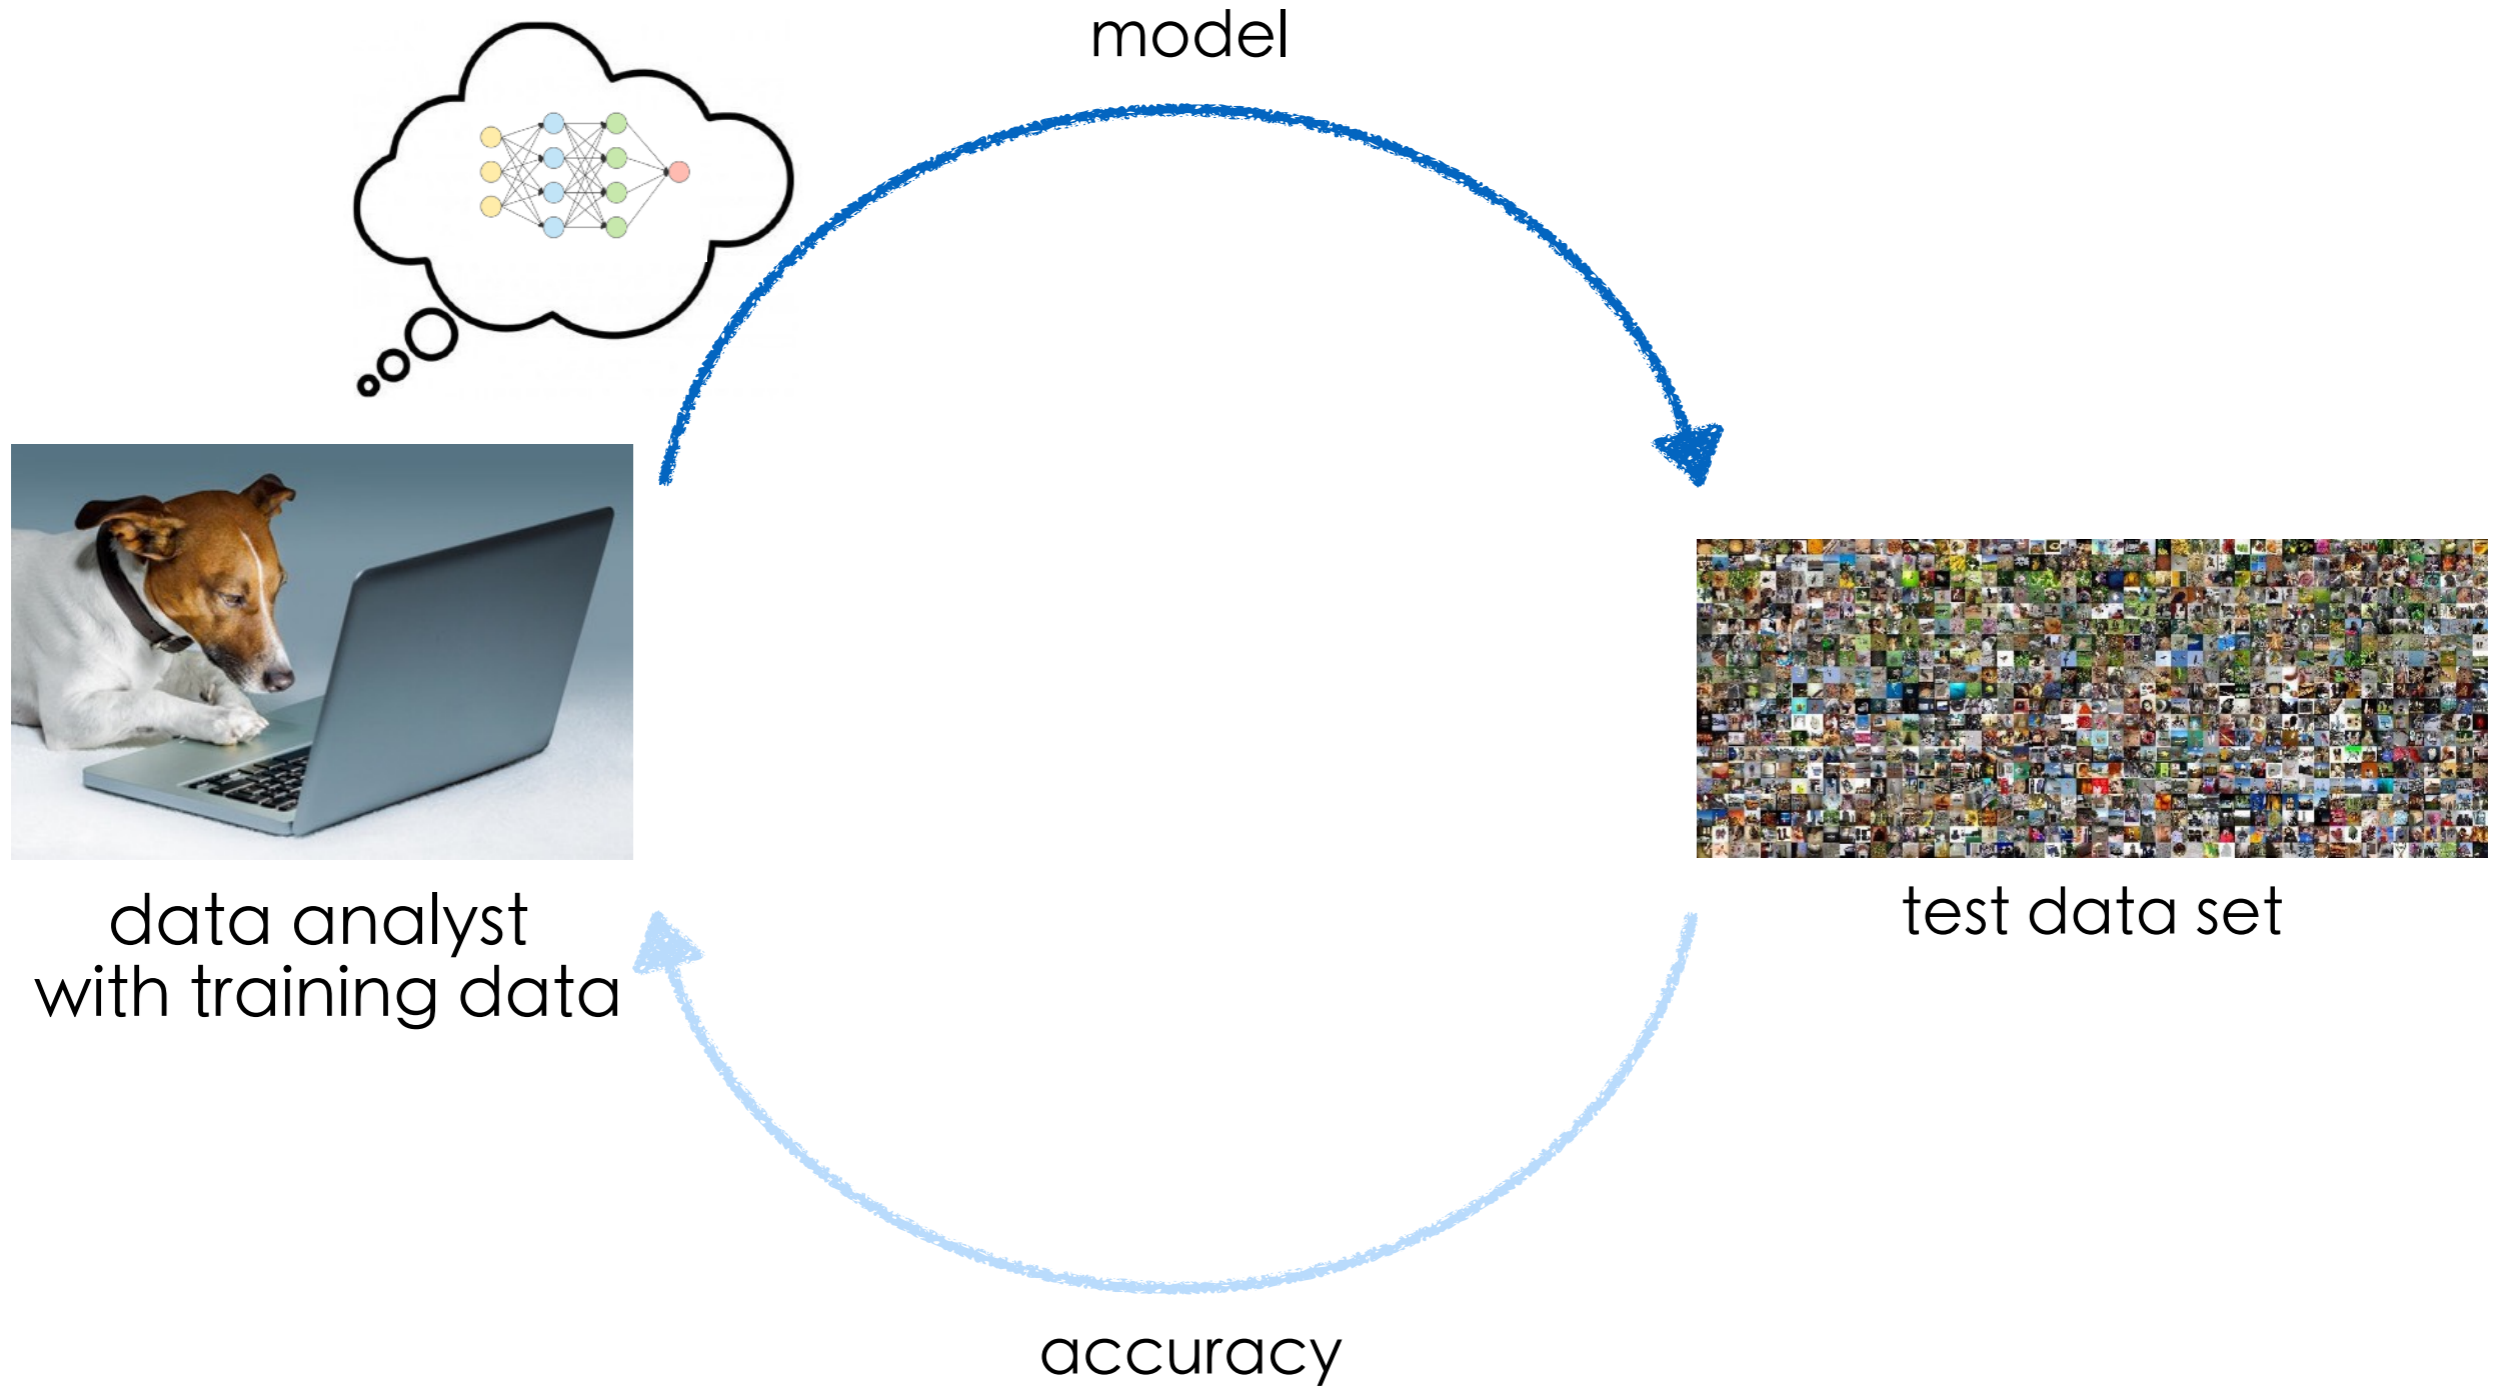 model
data analyst
with training data
test data set
accuracy